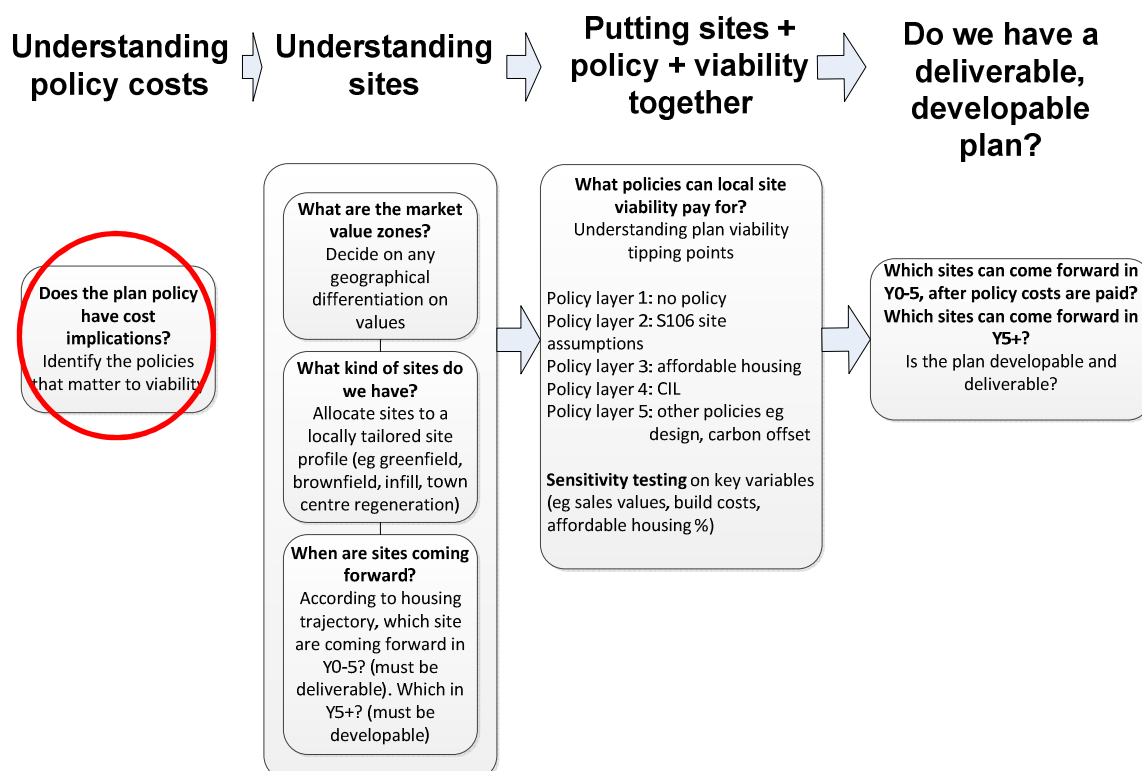 Understanding
policy costs
Understanding
sites
Putting sites +
policy + viability
together
Do we have a
deliverable,
developable
plan?
Does the plan policy
have cost
implications?
Identify the policies
that matter to viability
What are the market
value zones?
Decide on any
geographical
differentiation on
values
What kind of sites do
we have?
Allocate sites to a
locally tailored site
profile (eg greenfield,
brownfield, infill, town
centre regeneration)
When are sites coming
forward?
According to housing
trajectory, which site
are coming forward in
Y0-5? (must be
deliverable). Which in
Y5+? (must be
developable)
What policies can local site
viability pay for?
Understanding plan viability
tipping points
Policy layer 1: no policy
Policy layer 2: S106 site
assumptions
Policy layer 3: affordable housing
Policy layer 4: CIL
Policy layer 5: other policies eg
design, carbon offset
Sensitivity testing on key variables
(eg sales values, build costs,
affordable housing %)
Which sites can come forward in
Y0-5, after policy costs are paid?
Which sites can come forward in
Y5+?
Is the plan developable and
deliverable?